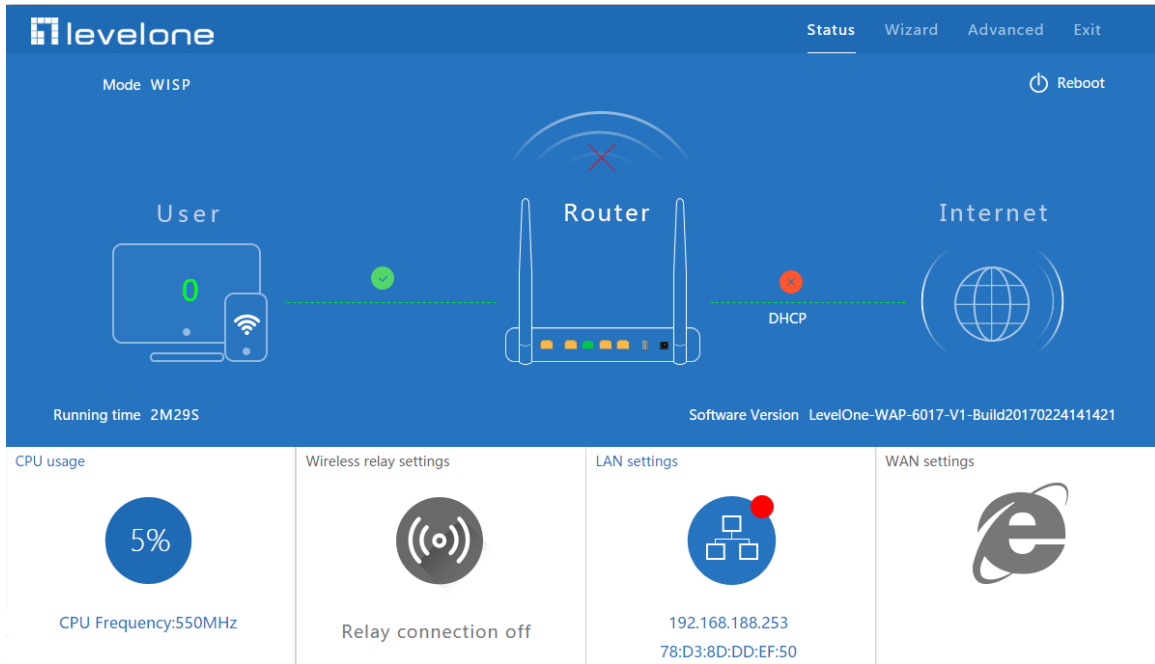 levelone
Status Wizard Advanced Exit
Mode WISP
Reboot
User
Router
Internet
0
DHCP
Running time 2M29S
Software Version LevelOne-WAP-6017-V1-Build20170224141421
CPU usage
Wireless relay settings
LAN settings
WAN settings
5%
CPU Frequency:550MHz
Relay connection off
192.168.188.253
78:D3:8D:DD:EF:50